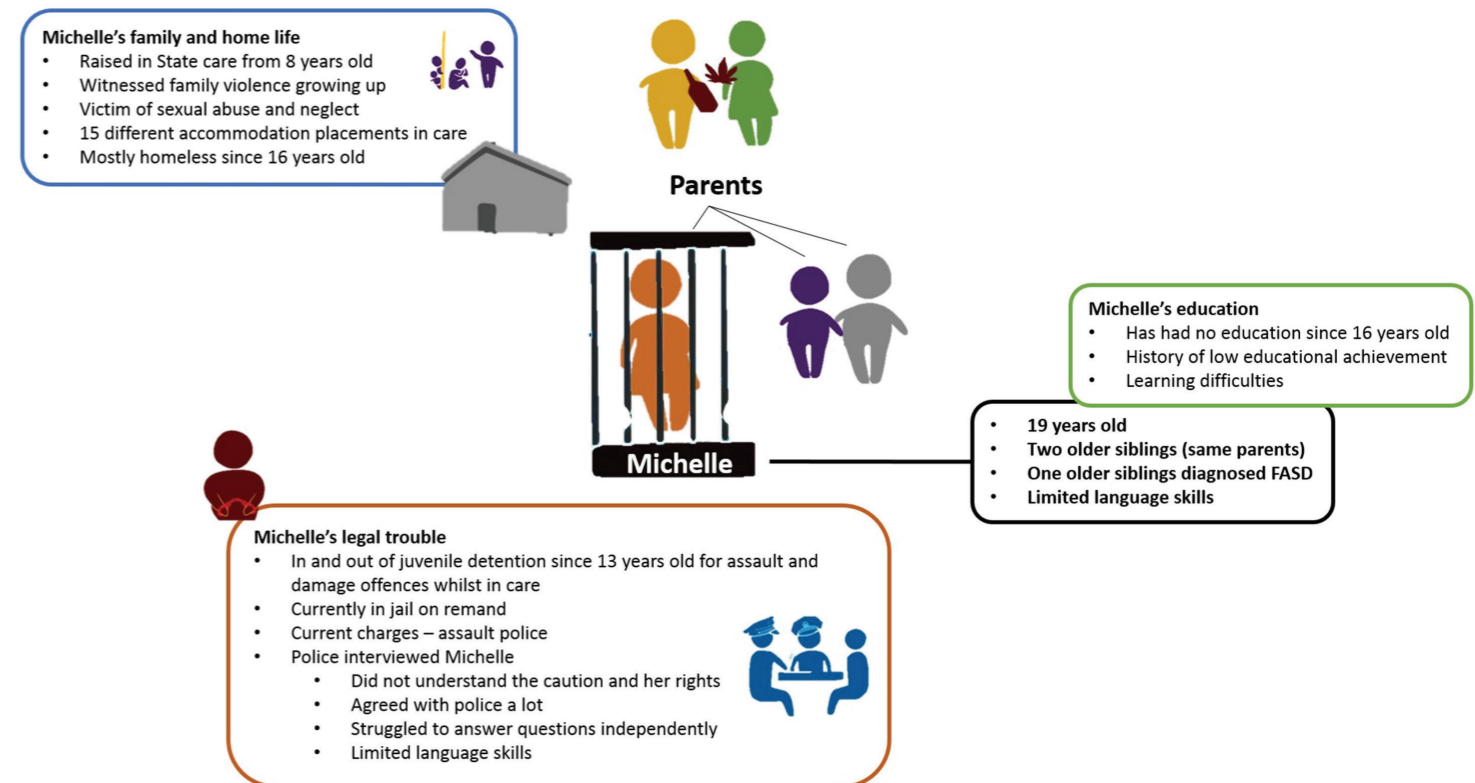 Michelle's family and home life
• Raised in State care from 8 years old
• Witnessed family violence growing up
• Victim of sexual abuse and neglect
• 15 different accommodation placements in care
• Mostly homeless since 16 years old
Parents
Michelle's education
• Has had no education since 16 years old
• History of low educational achievement
• Learning difficulties
• 19 years old
• Two older siblings (same parents)
• One older siblings diagnosed FASD
• Limited language skills
Michelle
Michelle's legal trouble
• In and out of juvenile detention since 13 years old for assault and
damage offences whilst in care
• Currently in jail on remand
• Current charges – assault police
• Police interviewed Michelle
• Did not understand the caution and her rights
• Agreed with police a lot
• Struggled to answer questions independently
• Limited language skills